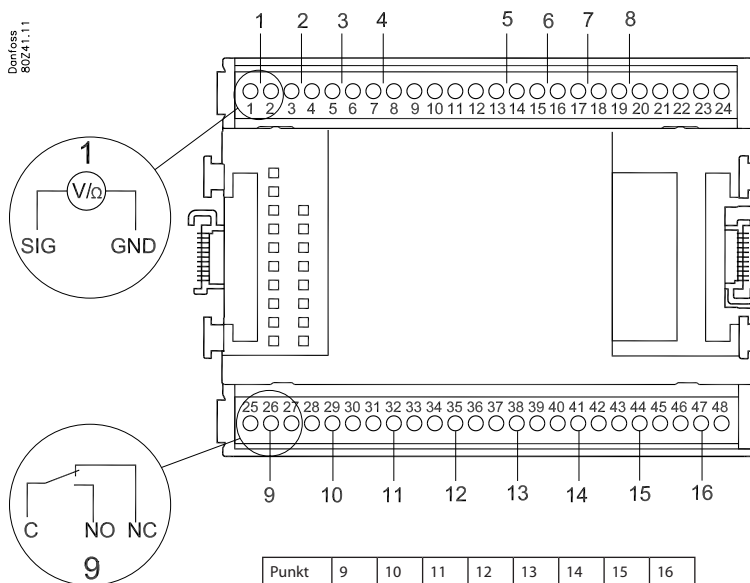 Danfoss
80Z41.11
1 2 3 4 5 6 7 8
1 2 3 4 5 6 7 8 9 10 11 12 13 14 15 16 17 18 19 20 21 22 23 24
1
V/Ω
SIG GND
25 26 27 28 29 30 31 32 33 34 35 36 37 38 39 40 41 42 43 44 45 46 47 48
9 10 11 12 13 14 15 16
C NO NC
9
Punkt 9 10 11 12 13 14 15 16